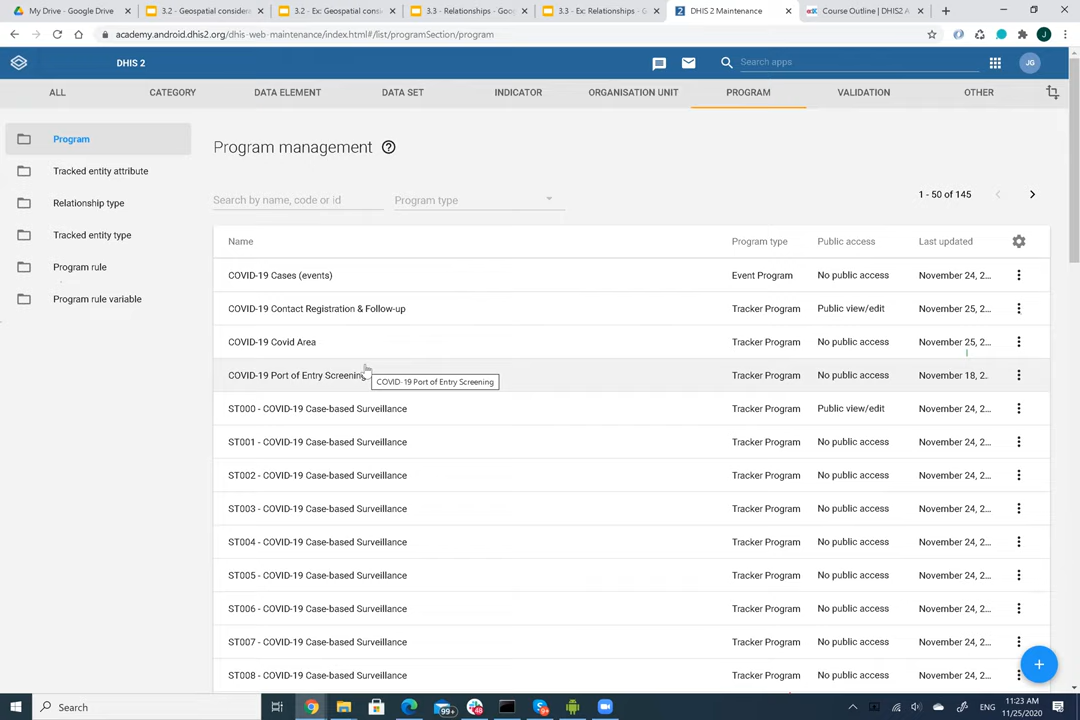 My Drive - Google Drive
3.2 - Geospatial considera
3.2 - Ex: Geospatial consi
3.3 - Relationships - Goo
3.3 - Ex: Relationships - G
DHIS 2 Maintenance
Course Outline | DHIS2 A
academy.android.dhis2.org/dhis-web-maintenance/index.html#/list/programSection/program
J
DHIS 2
Search apps
JG
ALL
CATEGORY
DATA ELEMENT
DATA SET
INDICATOR
ORGANISATION UNIT
PROGRAM
VALIDATION
OTHER
Program
Tracked entity attribute
Relationship type
Tracked entity type
Program rule
Program rule variable
Program management
Search by name, code or id
Program type
1 - 50 of 145
Name Program type Public access Last updated
COVID-19 Cases (events) Event Program No public access November 24, 2...
COVID-19 Contact Registration & Follow-up Tracker Program Public view/edit November 25, 2...
COVID-19 Covid Area Tracker Program No public access November 25, 2...
COVID-19 Port of Entry Screening Tracker Program No public access November 18, 2..
COVID-19 Port of Entry Screening
ST000 - COVID-19 Case-based Surveillance Tracker Program Public view/edit November 24, 2...
ST001 - COVID-19 Case-based Surveillance Tracker Program No public access November 24, 2...
ST002 - COVID-19 Case-based Surveillance Tracker Program No public access November 24, 2...
ST003 - COVID-19 Case-based Surveillance Tracker Program No public access November 24, 2...
ST004 - COVID-19 Case-based Surveillance Tracker Program No public access November 24, 2...
ST005 - COVID-19 Case-based Surveillance Tracker Program No public access November 24, 2...
ST006 - COVID-19 Case-based Surveillance Tracker Program No public access November 24, 2...
ST007 - COVID-19 Case-based Surveillance Tracker Program No public access November 24, 2...
ST008 - COVID-19 Case-based Surveillance Tracker Program No public access November 24, 2...
Search
99+
ENG
11:23 AM
11/25/2020